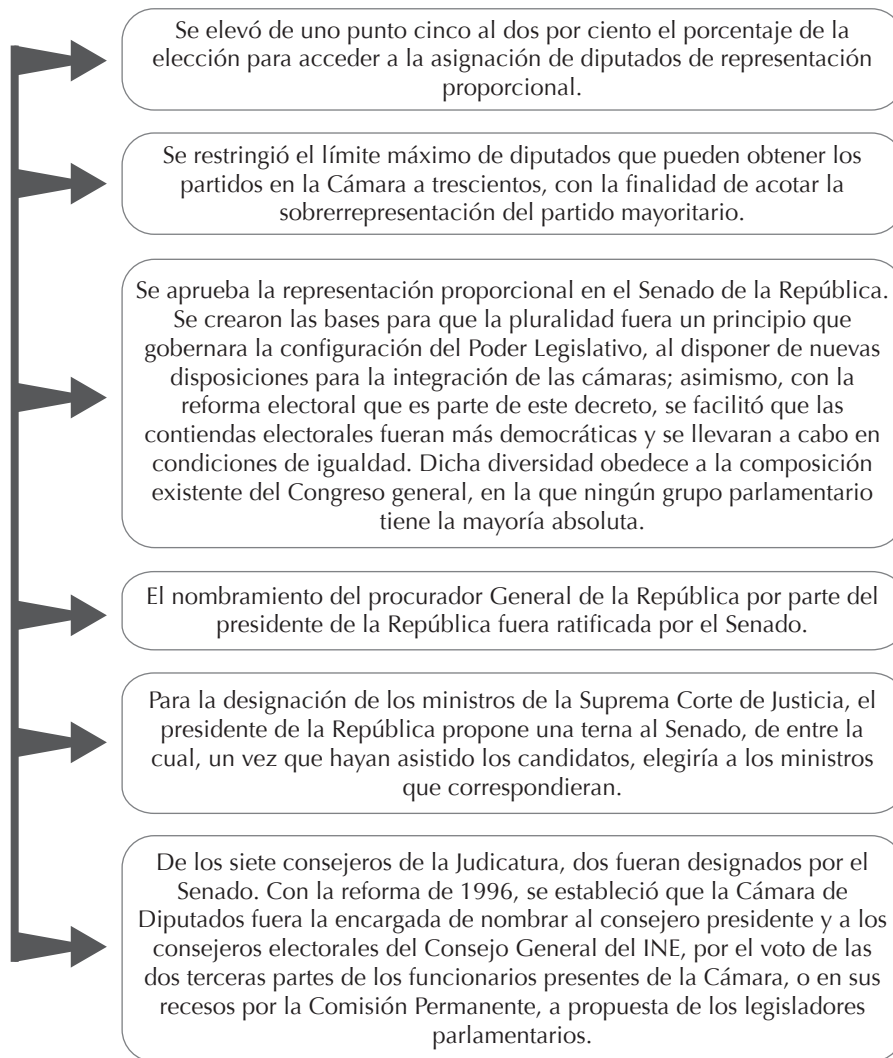 Se elevó de uno punto cinco al dos por ciento el porcentaje de la
elección para acceder a la asignación de diputados de representación
proporcional.
Se restringió el límite máximo de diputados que pueden obtener los
partidos en la Cámara a trescientos, con la finalidad de acotar la
sobrerrepresentación del partido mayoritario.
Se aprueba la representación proporcional en el Senado de la República.
Se crearon las bases para que la pluralidad fuera un principio que
gobernara la configuración del Poder Legislativo, al disponer de nuevas
disposiciones para la integración de las cámaras; asimismo, con la
reforma electoral que es parte de este decreto, se facilitó que las
contiendas electorales fueran más democráticas y se llevaran a cabo en
condiciones de igualdad. Dicha diversidad obedece a la composición
existente del Congreso general, en la que ningún grupo parlamentario
tiene la mayoría absoluta.
El nombramiento del procurador General de la República por parte del
presidente de la República fuera ratificada por el Senado.
Para la designación de los ministros de la Suprema Corte de Justicia, el
presidente de la República propone una terna al Senado, de entre la
cual, un vez que hayan asistido los candidatos, elegiría a los ministros
que correspondieran.
De los siete consejeros de la Judicatura, dos fueran designados por el
Senado. Con la reforma de 1996, se estableció que la Cámara de
Diputados fuera la encargada de nombrar al consejero presidente y a los
consejeros electorales del Consejo General del INE, por el voto de las
dos terceras partes de los funcionarios presentes de la Cámara, o en sus
recesos por la Comisión Permanente, a propuesta de los legisladores
parlamentarios.